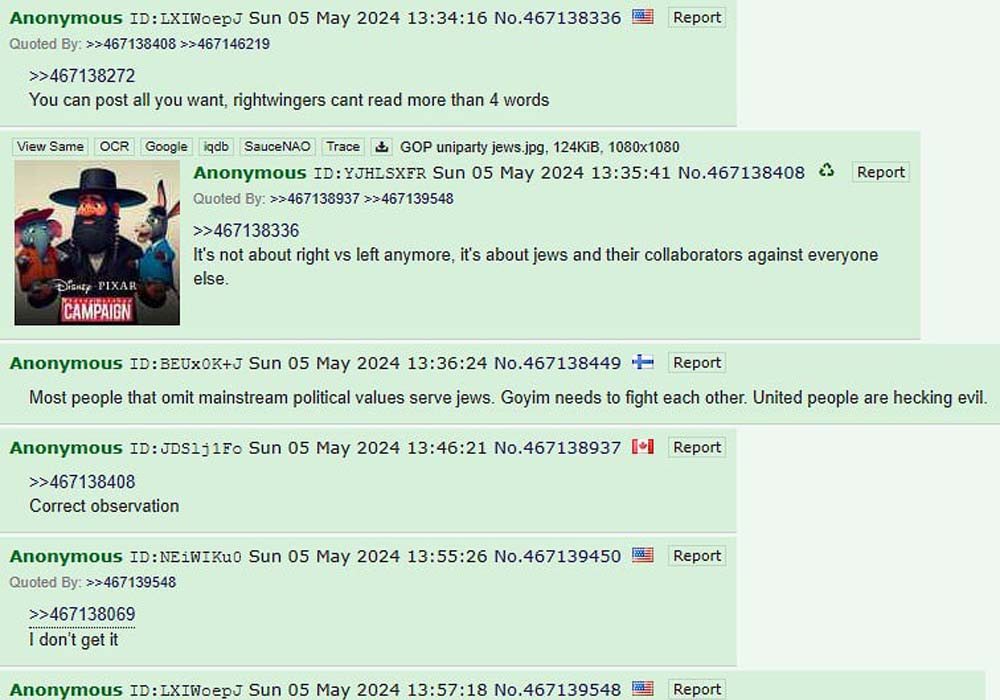 Anonymous ID:LXIWoepJ Sun 05 May 2024 13:34:16 No.467138336 Report
Quoted By: >>467138408 >>467146219
>>467138272
You can post all you want, rightwingers cant read more than 4 words
View Same OCR Google iqdb SauceNAO Trace GOP uniparty jews.jpg, 124KiB, 1080x1080
Anonymous ID:YJHLSXFR Sun 05 May 2024 13:35:41 No.467138408 Report
Quoted By: >>467138937 >>467139548
>>467138336
It's not about right vs left anymore, it's about jews and their collaborators against everyone
else.
Disney PIXAR
CAMPAIGN
Anonymous ID:BEUx0K+J Sun 05 May 2024 13:36:24 No.467138449 Report
Most people that omit mainstream political values serve jews. Goyim needs to fight each other. United people are hecking evil.
Anonymous ID:JDSlj1Fo Sun 05 May 2024 13:46:21 No.467138937 Report
>>467138408
Correct observation
Anonymous ID:NEiWIKu0 Sun 05 May 2024 13:55:26 No.467139450 Report
Quoted By: >>467139548
>>467138069
I don't get it
Anonymous ID:LXIWoepJ Sun 05 May 2024 13:57:18 No.467139548 Report